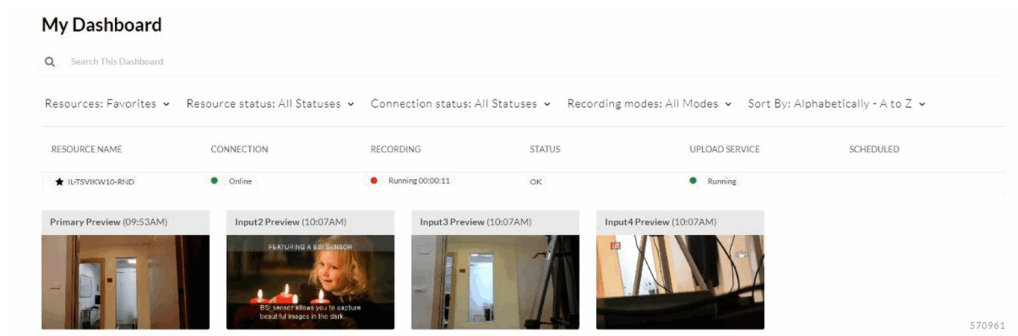 My Dashboard
Search This Dashboard
Resources: Favorites Resource status: All Statuses Connection status: All Statuses Recording modes: All Modes Sort By: Alphabetically - A to Z
RESOURCE NAME CONNECTION RECORDING STATUS UPLOAD SERVICE SCHEDULED
IL-TSVIKW10-RND Online Running 00:00:11 OK Running
Primary Preview (09:53AM) Input2 Preview (10:07AM) Input3 Preview (10:07AM) Input4 Preview (10:07AM)
FEATURING A BSI SENSOR
BSI sensor allows you to capture
beautiful images in the dark.
570961